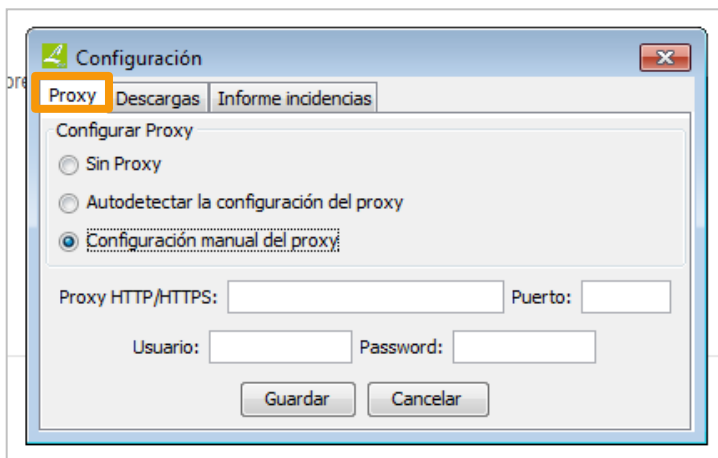 Configuración
Proxy Descargas Informe incidencias
Configurar Proxy
Sin Proxy
Autodetectar la configuración del proxy
Configuración manual del proxy
Proxy HTTP/HTTPS: Puerto:
Usuario: Password:
Guardar Cancelar